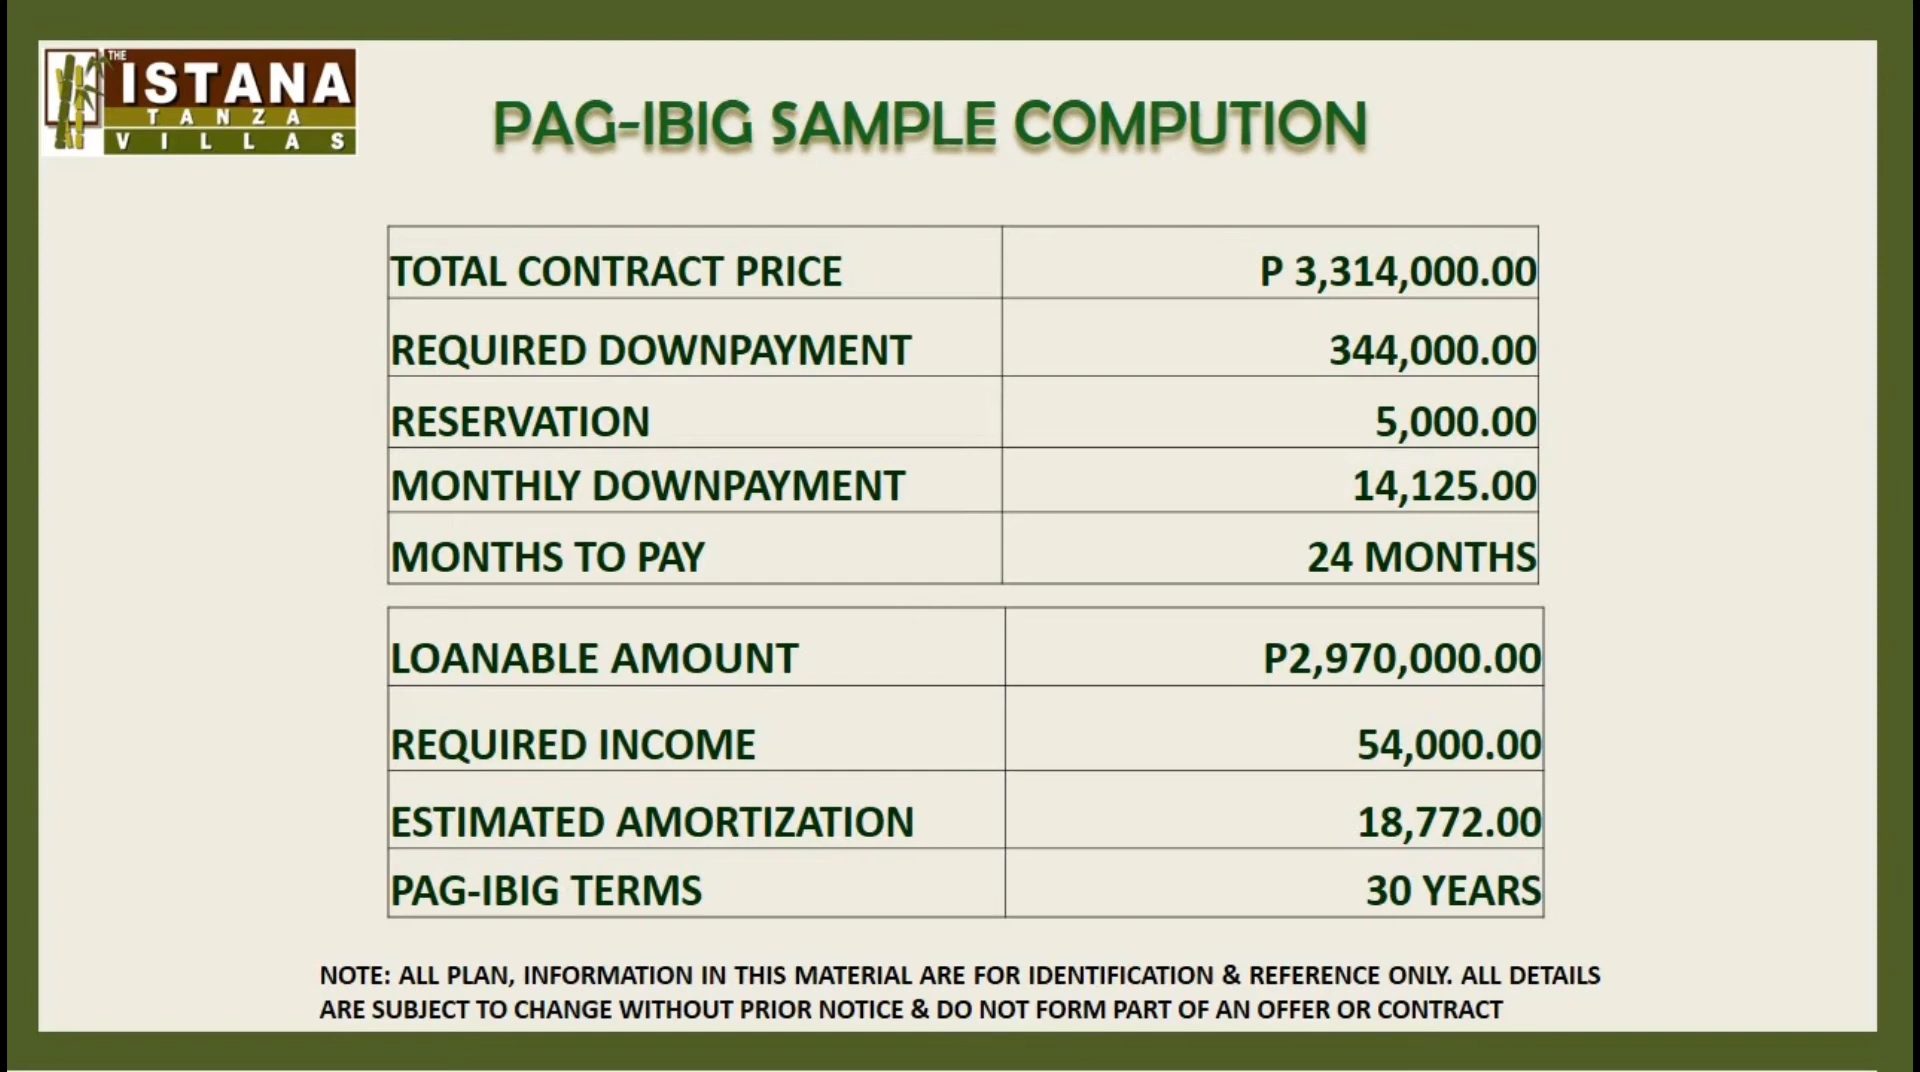 THE
ISTANA
TANZA
VILLAS
PAG-IBIG SAMPLE COMPUTION
TOTAL CONTRACT PRICE P 3,314,000.00
REQUIRED DOWNPAYMENT 344,000.00
RESERVATION 5,000.00
MONTHLY DOWNPAYMENT 14,125.00
MONTHS TO PAY 24 MONTHS
LOANABLE AMOUNT P2,970,000.00
REQUIRED INCOME 54,000.00
ESTIMATED AMORTIZATION 18,772.00
PAG-IBIG TERMS 30 YEARS
NOTE: ALL PLAN, INFORMATION IN THIS MATERIAL ARE FOR IDENTIFICATION & REFERENCE ONLY. ALL DETAILS
ARE SUBJECT TO CHANGE WITHOUT PRIOR NOTICE & DO NOT FORM PART OF AN OFFER OR CONTRACT